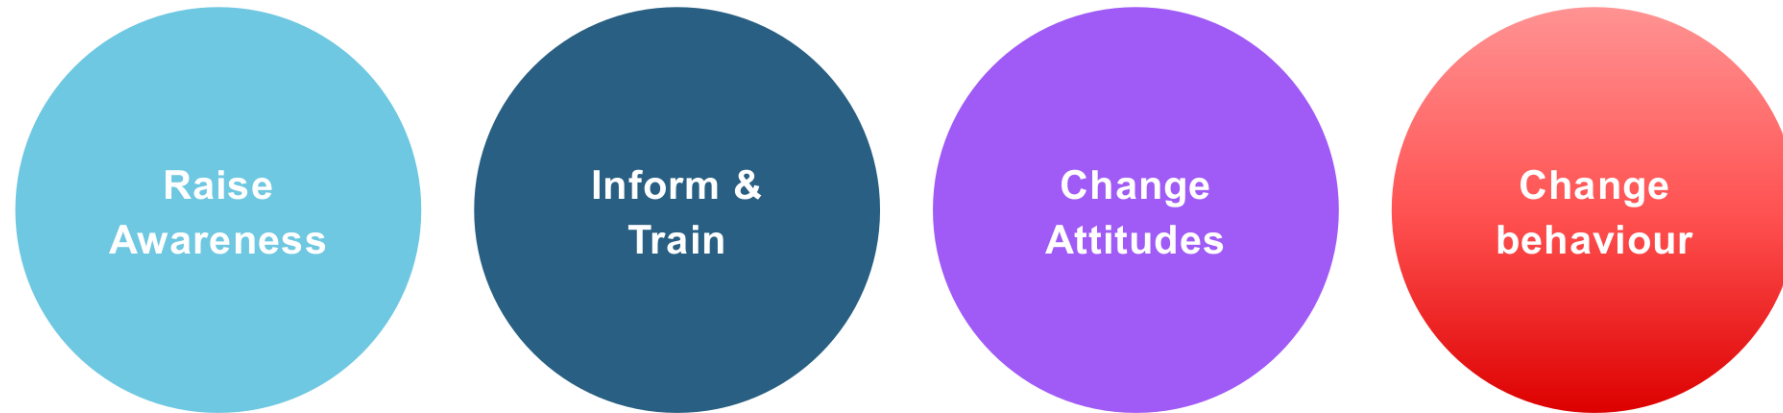 Raise
Awareness
Inform &
Train
Change
Attitudes
Change
behaviour